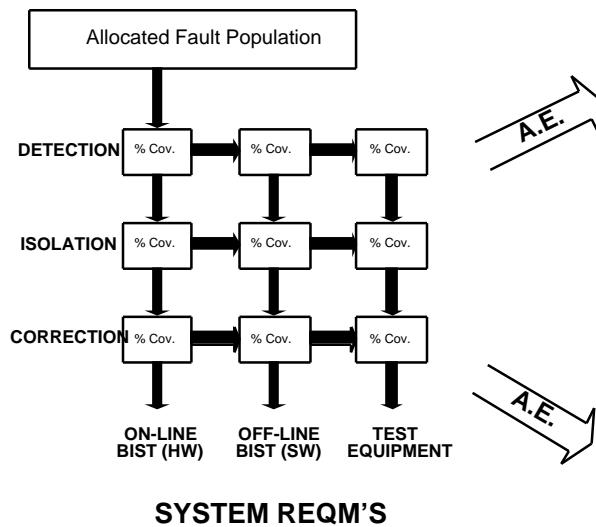 Allocated Fault Population
A.E.
DETECTION % Cov. % Cov. % Cov.
ISOLATION % Cov. % Cov. % Cov.
CORRECTION % Cov. % Cov. % Cov.
A.E.
ON-LINE
BIST (HW)
OFF-LINE
BIST (SW)
TEST
EQUIPMENT
SYSTEM REQM'S